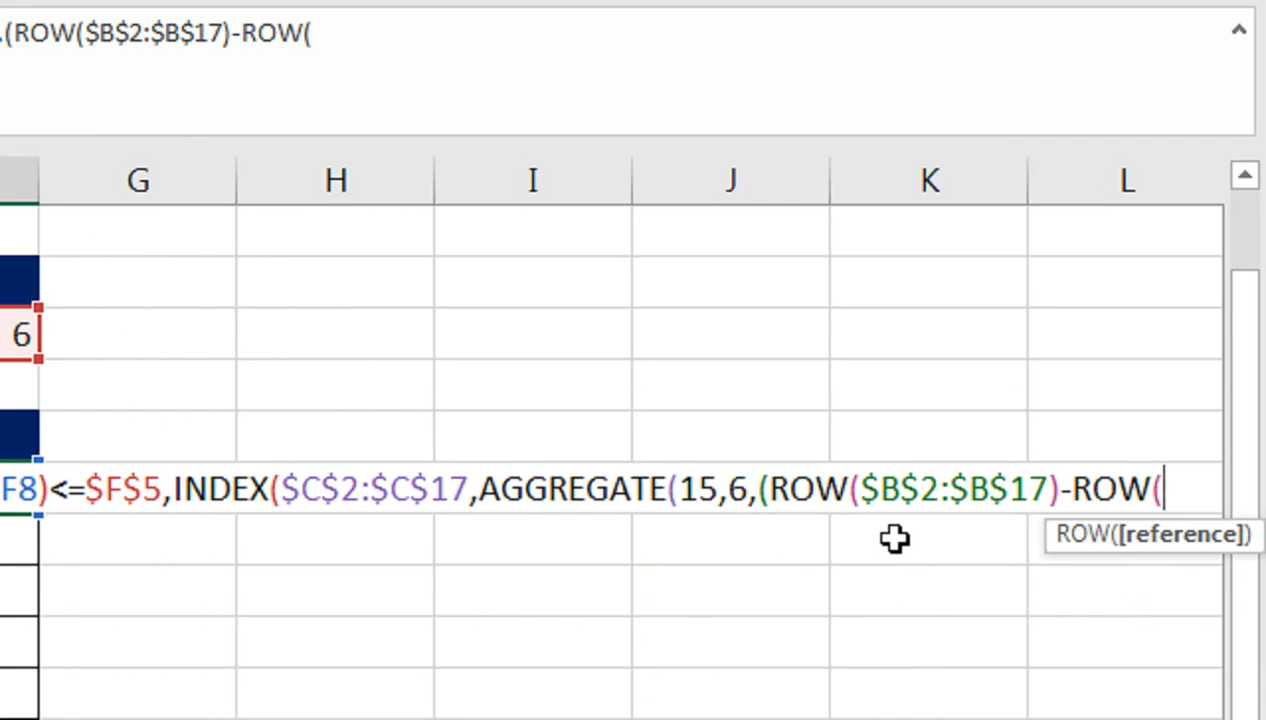 (ROW($B$2:$B$17)-ROW(
G H I J K L
6
F8)<=$F$5,INDEX($C$2:$C$17,AGGREGATE(15,6,(ROW($B$2:$B$17)-ROW(
ROW([reference])